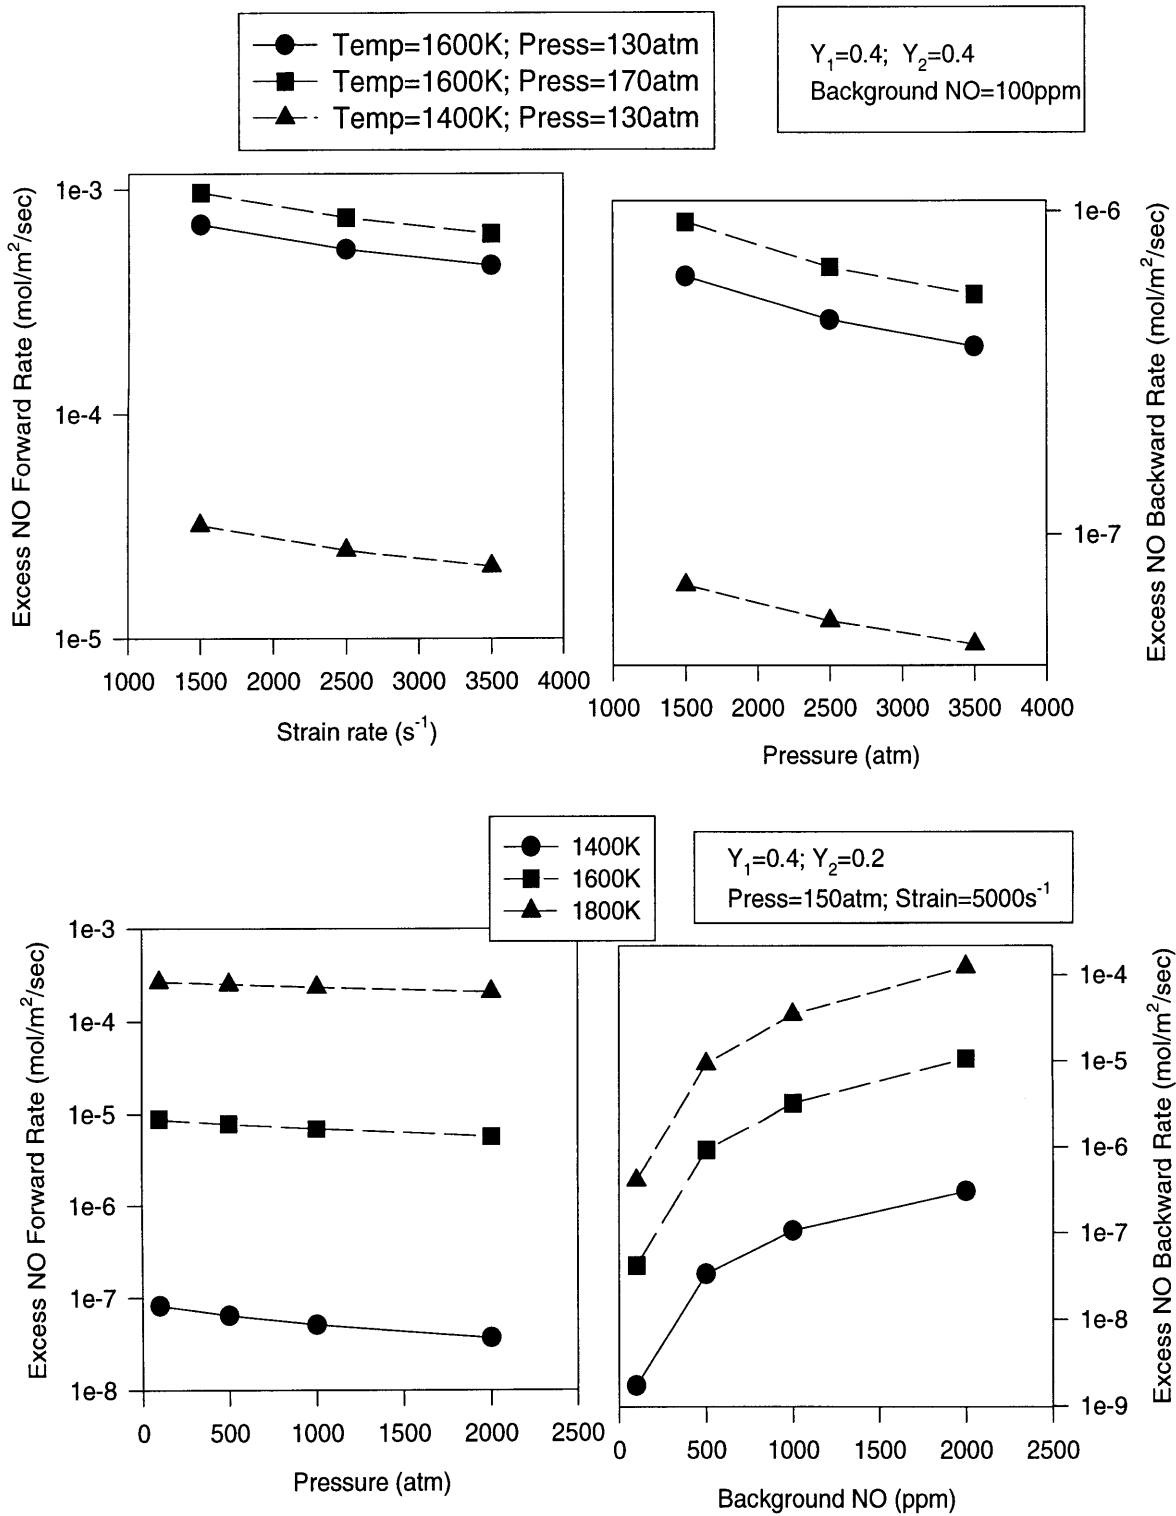 Temp=1600K; Press=130atm
Temp=1600K; Press=170atm
Temp=1400K; Press=130atm
Y₁=0.4; Y₂=0.4
Background NO=100ppm
Excess NO Forward Rate (mol/m²/sec)
1e-3
1e-4
1e-5
1000 1500 2000 2500 3000 3500 4000
Strain rate (s⁻¹)
1e-6
1e-7
Excess NO Backward Rate (mol/m²/sec)
1000 1500 2000 2500 3000 3500 4000
Pressure (atm)
1400K
1600K
1800K
Y₁=0.4; Y₂=0.2
Press=150atm; Strain=5000s⁻¹
Excess NO Forward Rate (mol/m²/sec)
1e-3
1e-4
1e-5
1e-6
1e-7
1e-8
0 500 1000 1500 2000 2500
Pressure (atm)
1e-4
1e-5
1e-6
1e-7
1e-8
1e-9
Excess NO Backward Rate (mol/m²/sec)
0 500 1000 1500 2000 2500
Background NO (ppm)